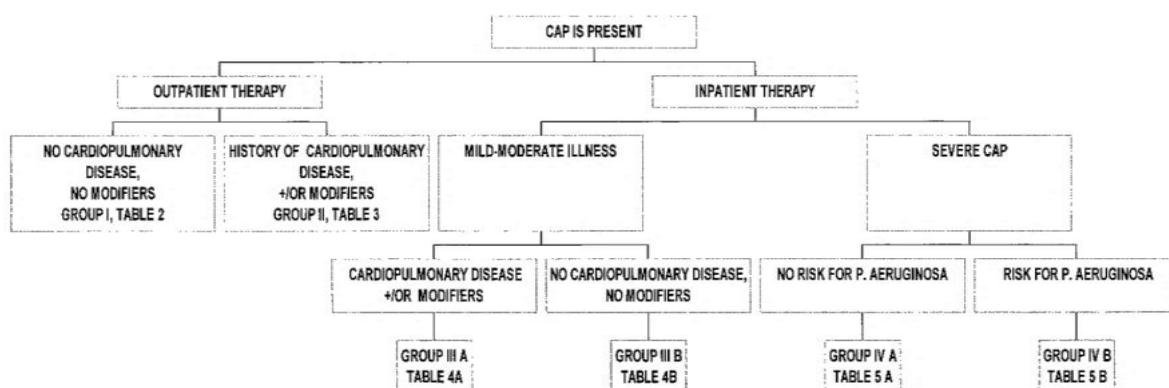 CAP IS PRESENT
OUTPATIENT THERAPY
INPATIENT THERAPY
NO CARDIOPULMONARY
DISEASE,
NO MODIFIERS
GROUP I, TABLE 2
HISTORY OF CARDIOPULMONARY
DISEASE,
+/OR MODIFIERS
GROUP II, TABLE 3
MILD-MODERATE ILLNESS
SEVERE CAP
CARDIOPULMONARY DISEASE
+/OR MODIFIERS
NO CARDIOPULMONARY DISEASE,
NO MODIFIERS
NO RISK FOR P. AERUGINOSA
RISK FOR P. AERUGINOSA
GROUP III A
TABLE 4A
GROUP III B
TABLE 4B
GROUP IV A
TABLE 5 A
GROUP IV B
TABLE 5 B